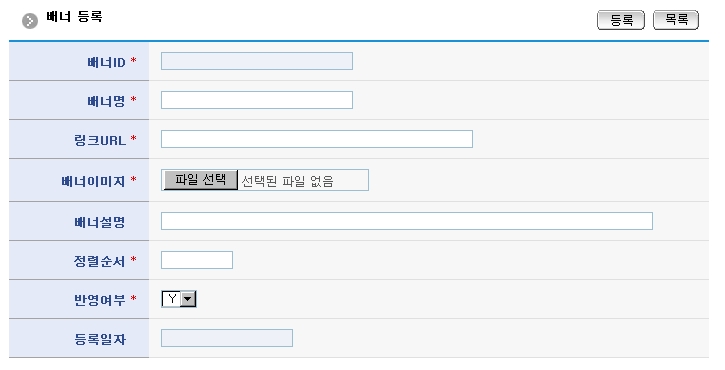 배너 등록
등록 목록
배너ID *
배너명 *
링크URL *
배너이미지 * 파일 선택 선택된 파일 없음
배너설명
정렬순서 *
반영여부 * Y
등록일자